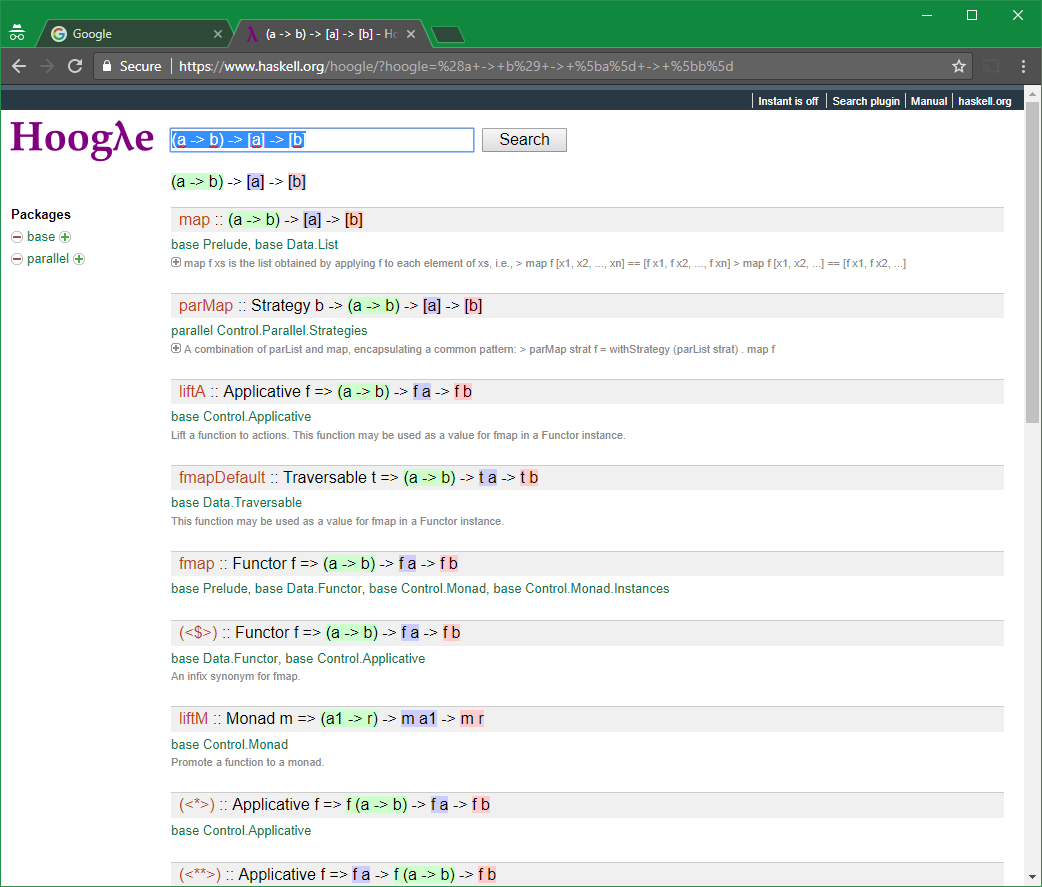 Google
(a -> b) -> [a] -> [b] - Ho
Secure https://www.haskell.org/hoogle/?hoogle=%28a+->+b%29+->+%5ba%5d+->+%5bb%5d
Instant is off Search plugin Manual haskell.org
Hoogλe (a -> b) -> [a] -> [b] Search
(a -> b) -> [a] -> [b]
Packages
base
parallel
map :: (a -> b) -> [a] -> [b]
base Prelude, base Data.List
map f xs is the list obtained by applying f to each element of xs, i.e., > map f [x1, x2, ..., xn] == [f x1, f x2, ..., f xn] > map f [x1, x2, ...] == [f x1, f x2, ...]
parMap :: Strategy b -> (a -> b) -> [a] -> [b]
parallel Control.Parallel.Strategies
A combination of parList and map, encapsulating a common pattern: > parMap strat f = withStrategy (parList strat) . map f
liftA :: Applicative f => (a -> b) -> f a -> f b
base Control.Applicative
Lift a function to actions. This function may be used as a value for fmap in a Functor instance.
fmapDefault :: Traversable t => (a -> b) -> t a -> t b
base Data.Traversable
This function may be used as a value for fmap in a Functor instance.
fmap :: Functor f => (a -> b) -> f a -> f b
base Prelude, base Data.Functor, base Control.Monad, base Control.Monad.Instances
(<$>) :: Functor f => (a -> b) -> f a -> f b
base Data.Functor, base Control.Applicative
An infix synonym for fmap.
liftM :: Monad m => (a1 -> r) -> m a1 -> m r
base Control.Monad
Promote a function to a monad.
(<*>) :: Applicative f => f (a -> b) -> f a -> f b
base Control.Applicative
(<**>) :: Applicative f => f a -> f (a -> b) -> f b